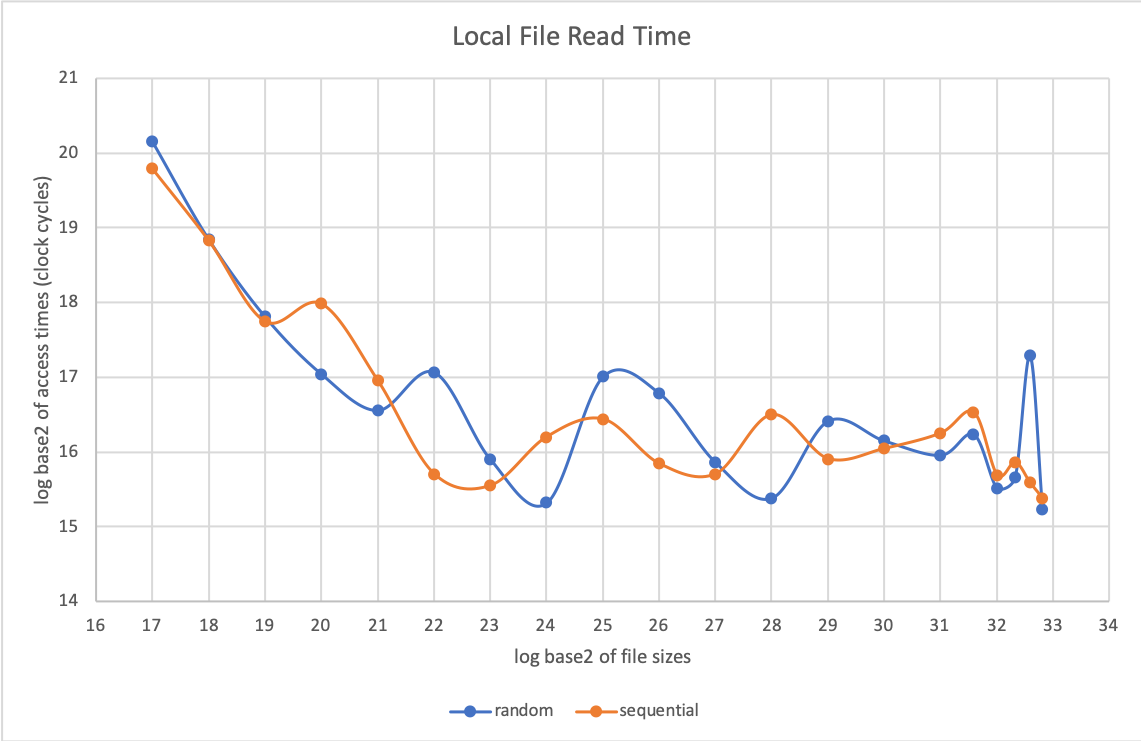 Local File Read Time
log base2 of access times (clock cycles)
21
20
19
18
17
16
15
14
16 17 18 19 20 21 22 23 24 25 26 27 28 29 30 31 32 33 34
log base2 of file sizes
random sequential